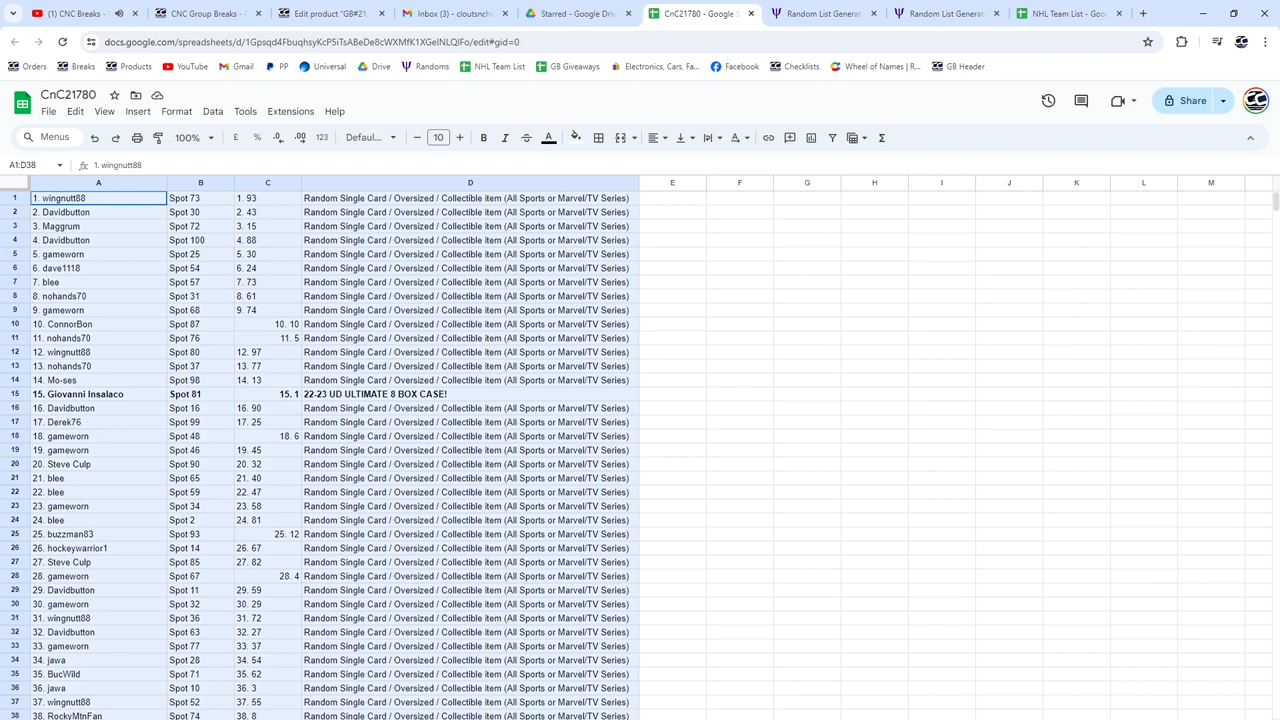 (1) CNC Breaks -
CNC Group Breaks -
Edit product "GB#21,
Inbox (3) - cloutsinc
Starred - Google Driv
CnC21780 - Google S
Random List Generat
Random List Generat
NHL Team List - Goog
docs.google.com/spreadsheets/d/1Gpsqd4FbuqhsyKcP5iTsABeDe8cWXMfK1XGeINLQIFo/edit#gid=0
Orders Breaks Products YouTube Gmail PP Universal Drive Randoms NHL Team List GB Giveaways Electronics, Cars, Fa... Facebook Checklists Wheel of Names | R... GB Header
CnC21780
File Edit View Insert Format Data Tools Extensions Help
Share
Menus 100% £ % .0 .00 123 Defaul... 10 B I A
A1:D38 fx 1. wingnutt88
A B C D E F G H I J K L M
1 1. wingnutt88 Spot 73 1. 93 Random Single Card / Oversized / Collectible Item (All Sports or Marvel/TV Series)
2 2. Davidbutton Spot 30 2. 43 Random Single Card / Oversized / Collectible Item (All Sports or Marvel/TV Series)
3 3. Maggrum Spot 72 3. 15 Random Single Card / Oversized / Collectible Item (All Sports or Marvel/TV Series)
4 4. Davidbutton Spot 100 4. 88 Random Single Card / Oversized / Collectible Item (All Sports or Marvel/TV Series)
5 5. gameworn Spot 25 5. 30 Random Single Card / Oversized / Collectible Item (All Sports or Marvel/TV Series)
6 6. dave1118 Spot 54 6. 24 Random Single Card / Oversized / Collectible Item (All Sports or Marvel/TV Series)
7 7. blee Spot 57 7. 73 Random Single Card / Oversized / Collectible Item (All Sports or Marvel/TV Series)
8 8. nohands70 Spot 31 8. 61 Random Single Card / Oversized / Collectible Item (All Sports or Marvel/TV Series)
9 9. gameworn Spot 68 9. 74 Random Single Card / Oversized / Collectible Item (All Sports or Marvel/TV Series)
10 10. ConnorBon Spot 87 10. 10 Random Single Card / Oversized / Collectible Item (All Sports or Marvel/TV Series)
11 11. nohands70 Spot 76 11. 5 Random Single Card / Oversized / Collectible Item (All Sports or Marvel/TV Series)
12 12. wingnutt88 Spot 80 12. 97 Random Single Card / Oversized / Collectible Item (All Sports or Marvel/TV Series)
13 13. nohands70 Spot 37 13. 77 Random Single Card / Oversized / Collectible Item (All Sports or Marvel/TV Series)
14 14. Mo-ses Spot 98 14. 13 Random Single Card / Oversized / Collectible Item (All Sports or Marvel/TV Series)
15 15. Giovanni Insalaco Spot 81 15. 1 22-23 UD ULTIMATE 8 BOX CASE!
16 16. Davidbutton Spot 16 16. 90 Random Single Card / Oversized / Collectible Item (All Sports or Marvel/TV Series)
17 17. Derek76 Spot 99 17. 25 Random Single Card / Oversized / Collectible Item (All Sports or Marvel/TV Series)
18 18. gameworn Spot 48 18. 6 Random Single Card / Oversized / Collectible Item (All Sports or Marvel/TV Series)
19 19. gameworn Spot 46 19. 45 Random Single Card / Oversized / Collectible Item (All Sports or Marvel/TV Series)
20 20. Steve Culp Spot 90 20. 32 Random Single Card / Oversized / Collectible Item (All Sports or Marvel/TV Series)
21 21. blee Spot 65 21. 40 Random Single Card / Oversized / Collectible Item (All Sports or Marvel/TV Series)
22 22. blee Spot 59 22. 47 Random Single Card / Oversized / Collectible Item (All Sports or Marvel/TV Series)
23 23. gameworn Spot 34 23. 58 Random Single Card / Oversized / Collectible Item (All Sports or Marvel/TV Series)
24 24. blee Spot 2 24. 81 Random Single Card / Oversized / Collectible Item (All Sports or Marvel/TV Series)
25 25. buzzman83 Spot 93 25. 12 Random Single Card / Oversized / Collectible Item (All Sports or Marvel/TV Series)
26 26. hockeywarrior1 Spot 14 26. 67 Random Single Card / Oversized / Collectible Item (All Sports or Marvel/TV Series)
27 27. Steve Culp Spot 85 27. 82 Random Single Card / Oversized / Collectible Item (All Sports or Marvel/TV Series)
28 28. gameworn Spot 67 28. 4 Random Single Card / Oversized / Collectible Item (All Sports or Marvel/TV Series)
29 29. Davidbutton Spot 11 29. 59 Random Single Card / Oversized / Collectible Item (All Sports or Marvel/TV Series)
30 30. gameworn Spot 32 30. 29 Random Single Card / Oversized / Collectible Item (All Sports or Marvel/TV Series)
31 31. wingnutt88 Spot 36 31. 72 Random Single Card / Oversized / Collectible Item (All Sports or Marvel/TV Series)
32 32. Davidbutton Spot 63 32. 27 Random Single Card / Oversized / Collectible Item (All Sports or Marvel/TV Series)
33 33. gameworn Spot 77 33. 37 Random Single Card / Oversized / Collectible Item (All Sports or Marvel/TV Series)
34 34. jawa Spot 28 34. 54 Random Single Card / Oversized / Collectible Item (All Sports or Marvel/TV Series)
35 35. BucWild Spot 71 35. 62 Random Single Card / Oversized / Collectible Item (All Sports or Marvel/TV Series)
36 36. jawa Spot 10 36. 3 Random Single Card / Oversized / Collectible Item (All Sports or Marvel/TV Series)
37 37. wingnutt88 Spot 52 37. 55 Random Single Card / Oversized / Collectible Item (All Sports or Marvel/TV Series)
38 38. RockyMtnFan Spot 74 38. 8 Random Single Card / Oversized / Collectible Item (All Sports or Marvel/TV Series)